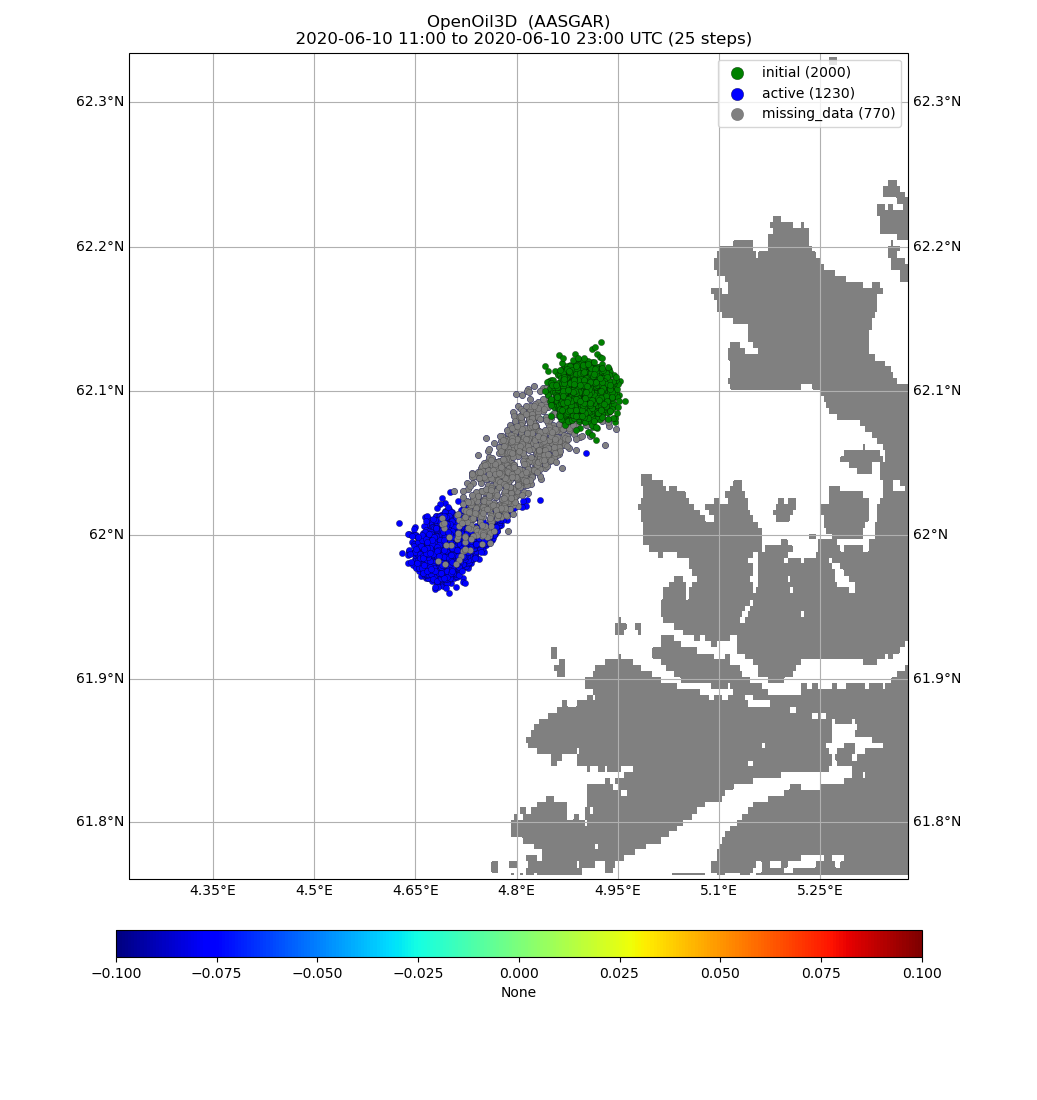 OpenOil3D (AASGAR)
2020-06-10 11:00 to 2020-06-10 23:00 UTC (25 steps)
initial (2000)
active (1230)
missing_data (770)
62.3°N 62.3°N
62.2°N 62.2°N
62.1°N 62.1°N
62°N 62°N
61.9°N 61.9°N
61.8°N 61.8°N
4.35°E 4.5°E 4.65°E 4.8°E 4.95°E 5.1°E 5.25°E
−0.100 −0.075 −0.050 −0.025 0.000 0.025 0.050 0.075 0.100
None